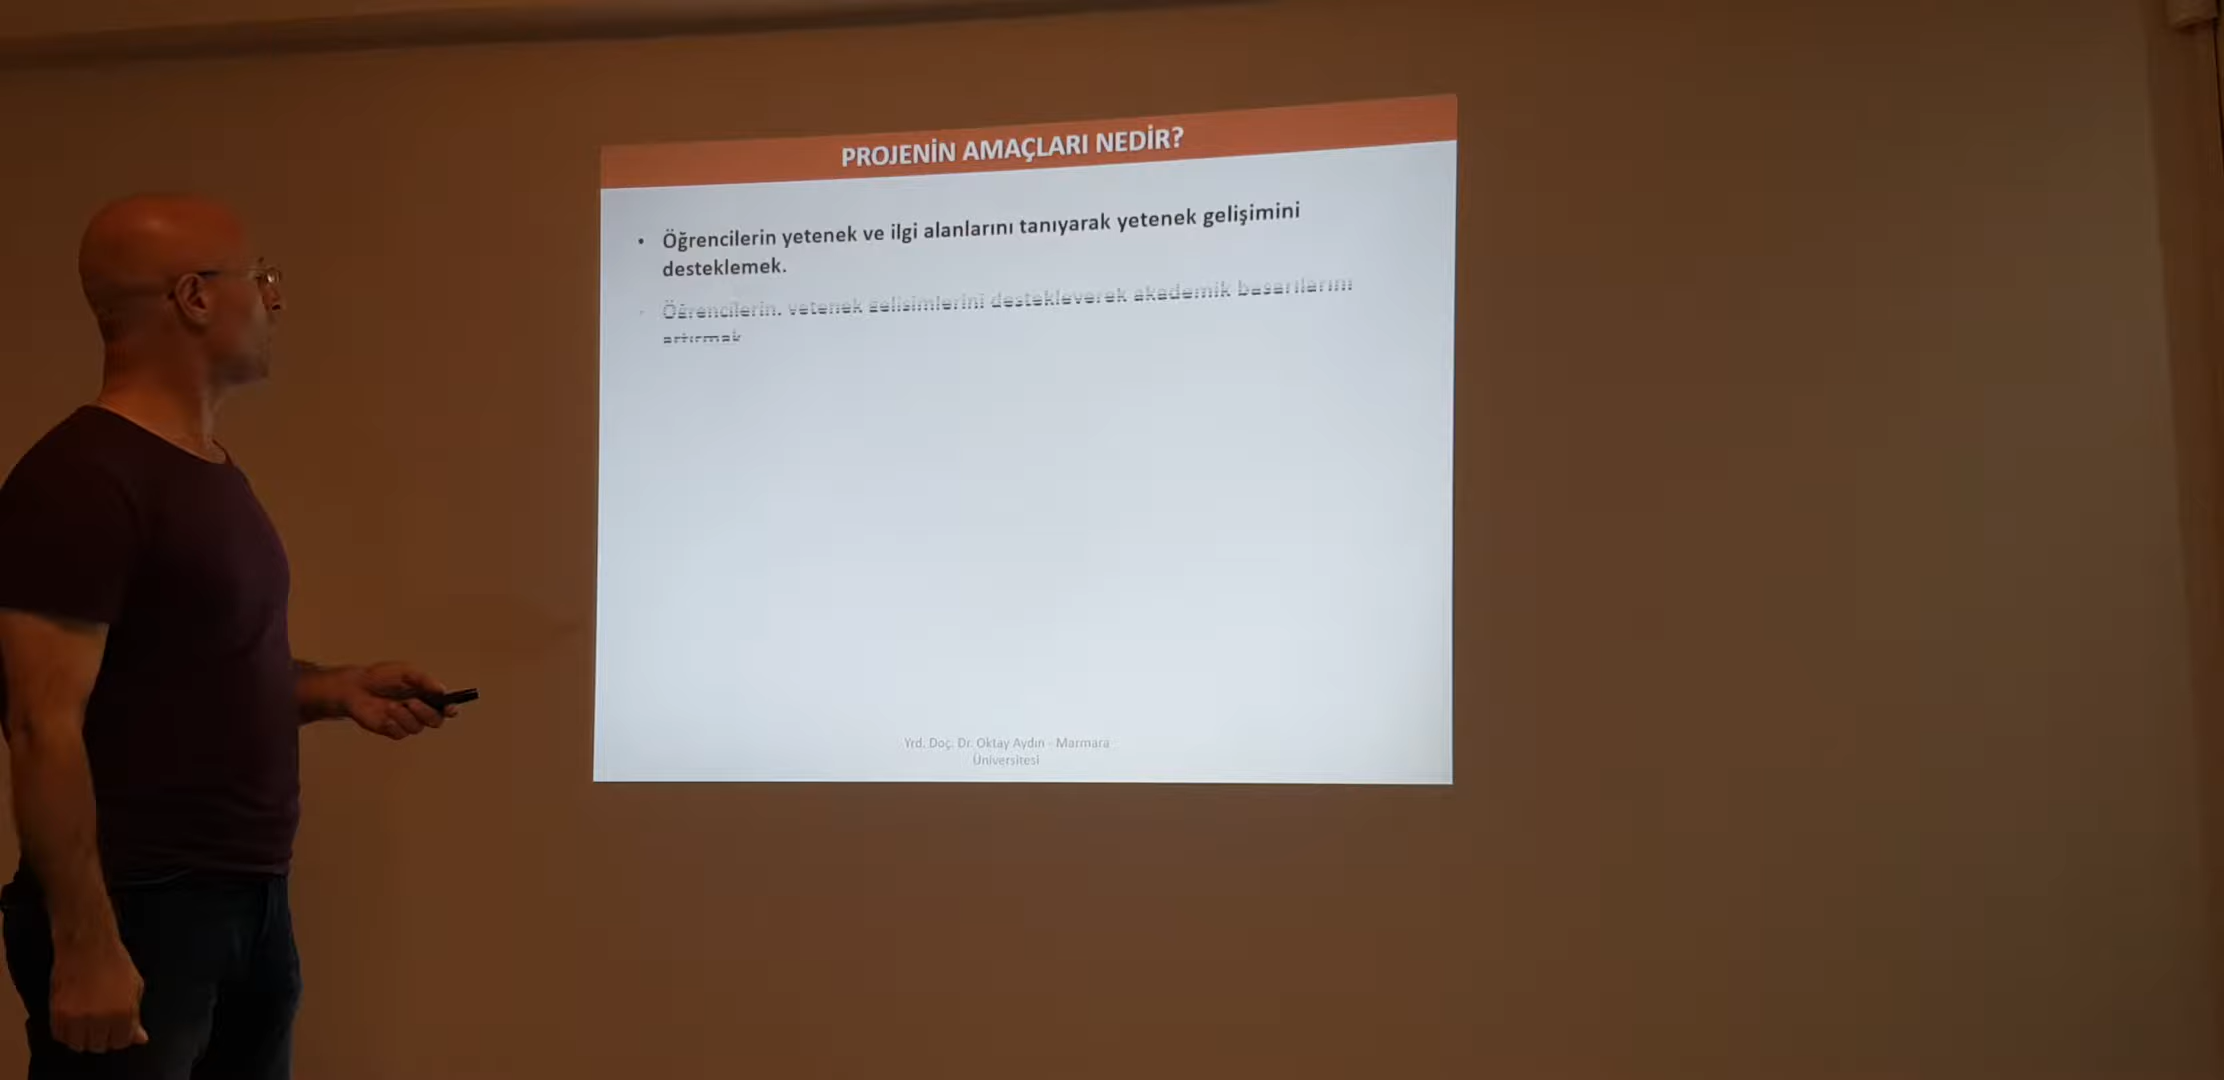 PROJENİN AMAÇLARI NEDİR?
• Öğrencilerin yetenek ve ilgi alanlarını tanıyarak yetenek gelişimini
desteklemek.
• Öğrencilerin, yetenek gelişimlerini destekleyerek akademik başarılarını
artırmak
Yrd. Doç. Dr. Oktay Aydın - Marmara
Üniversitesi